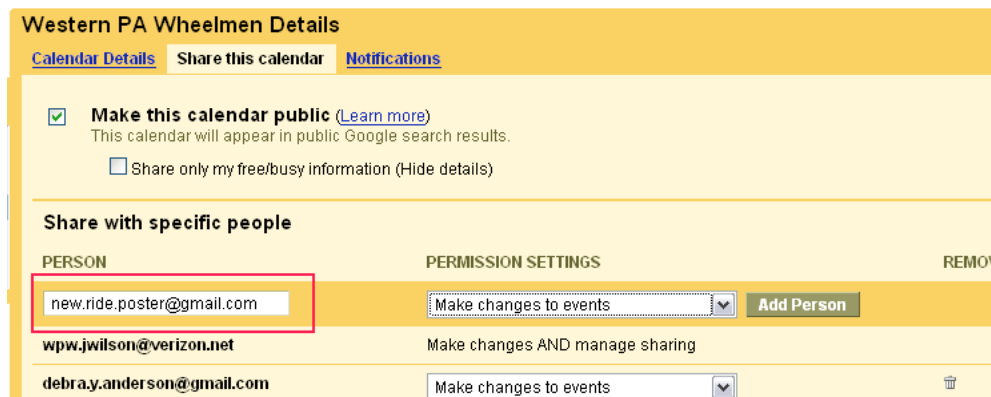 Western PA Wheelmen Details
Calendar Details Share this calendar Notifications
Make this calendar public (Learn more)
This calendar will appear in public Google search results.
Share only my free/busy information (Hide details)
Share with specific people
PERSON PERMISSION SETTINGS REMOV
new.ride.poster@gmail.com Make changes to events Add Person
wpw.jwilson@verizon.net Make changes AND manage sharing
debra.y.anderson@gmail.com Make changes to events